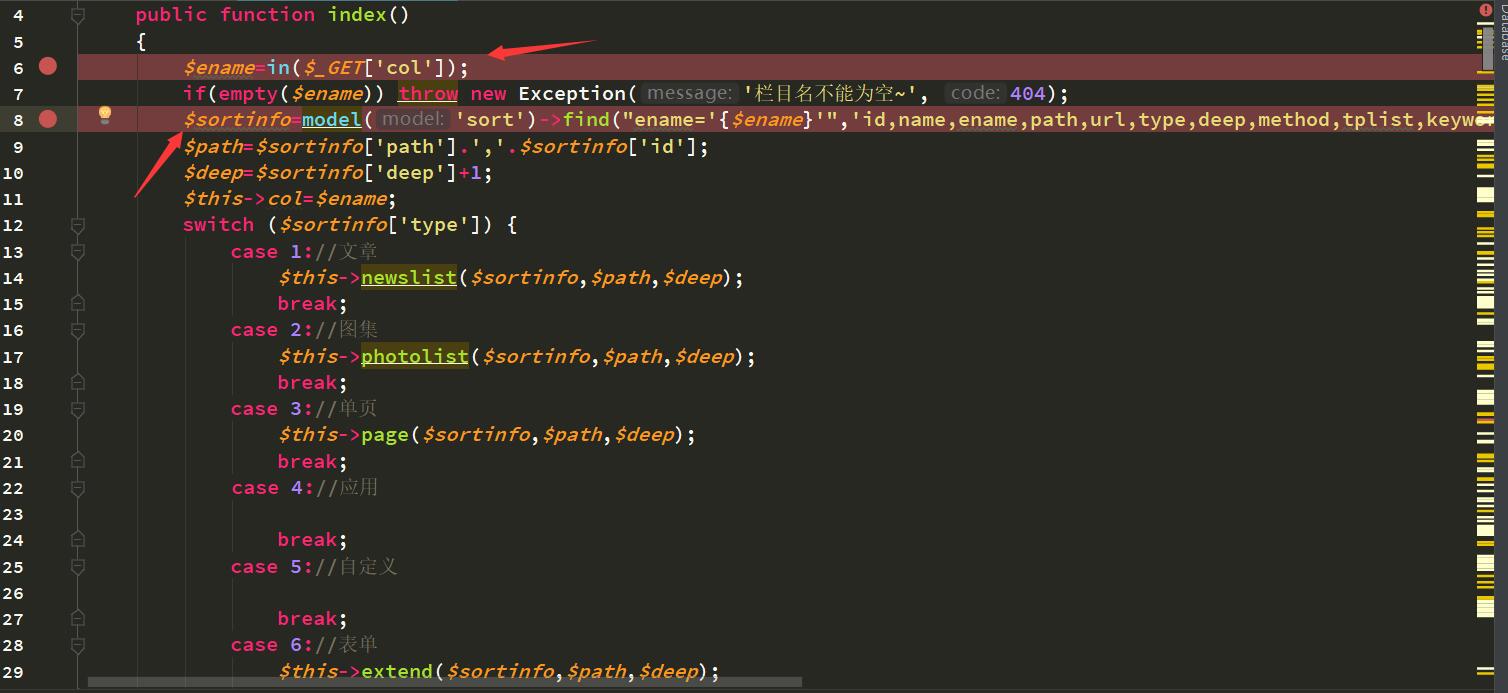 4 public function index()
5 {
6 $ename=in($_GET['col']);
7 if(empty($ename)) throw new Exception( message: '栏目名不能为空~', code: 404);
8 $sortinfo=model( model: 'sort')->find("ename='{$ename}'",'id,name,ename,path,url,type,deep,method,tplist,keywor
9 $path=$sortinfo['path'].','.$sortinfo['id'];
10 $deep=$sortinfo['deep']+1;
11 $this->col=$ename;
12 switch ($sortinfo['type']) {
13 case 1://文章
14 $this->newslist($sortinfo,$path,$deep);
15 break;
16 case 2://图集
17 $this->photolist($sortinfo,$path,$deep);
18 break;
19 case 3://单页
20 $this->page($sortinfo,$path,$deep);
21 break;
22 case 4://应用
23
24 break;
25 case 5://自定义
26
27 break;
28 case 6://表单
29 $this->extend($sortinfo,$path,$deep);
Database